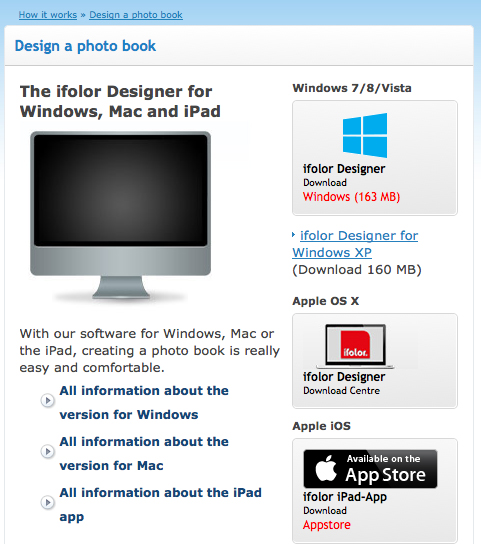 How it works » Design a photo book
Design a photo book
The ifolor Designer for
Windows, Mac and iPad
With our software for Windows, Mac or
the iPad, creating a photo book is really
easy and comfortable.
All information about the
version for Windows
All information about the
version for Mac
All information about the iPad
app
Windows 7/8/Vista
ifolor Designer
Download
Windows (163 MB)
ifolor Designer for
Windows XP
(Download 160 MB)
Apple OS X
ifolor.
ifolor Designer
Download Centre
Apple iOS
Available on the
App Store
ifolor iPad-App
Download
Appstore